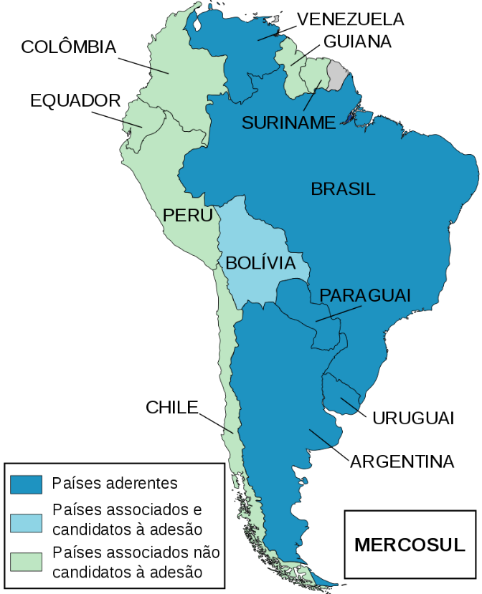 VENEZUELA
GUIANA
COLÔMBIA
EQUADOR
SURINAME
BRASIL
PERU
BOLÍVIA
PARAGUAI
CHILE
URUGUAI
ARGENTINA
Países aderentes
Países associados e
candidatos à adesão
Países associados não
candidatos à adesão
MERCOSUL